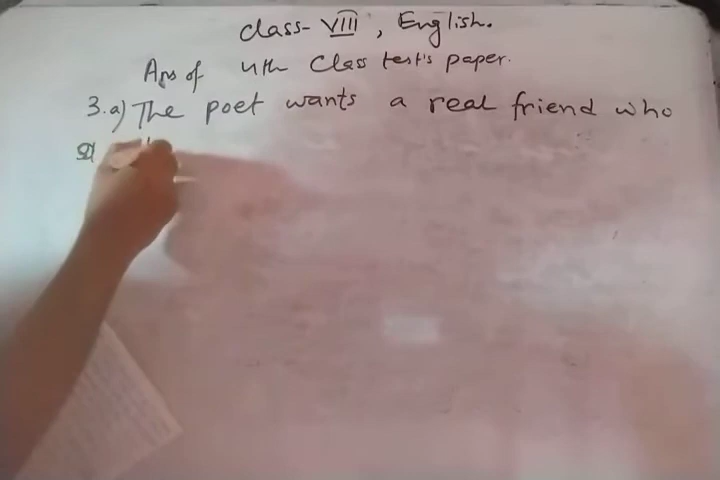 class- VIII, English.
Ans of 4th Class test's paper.
3.a) The poet wants a real friend who